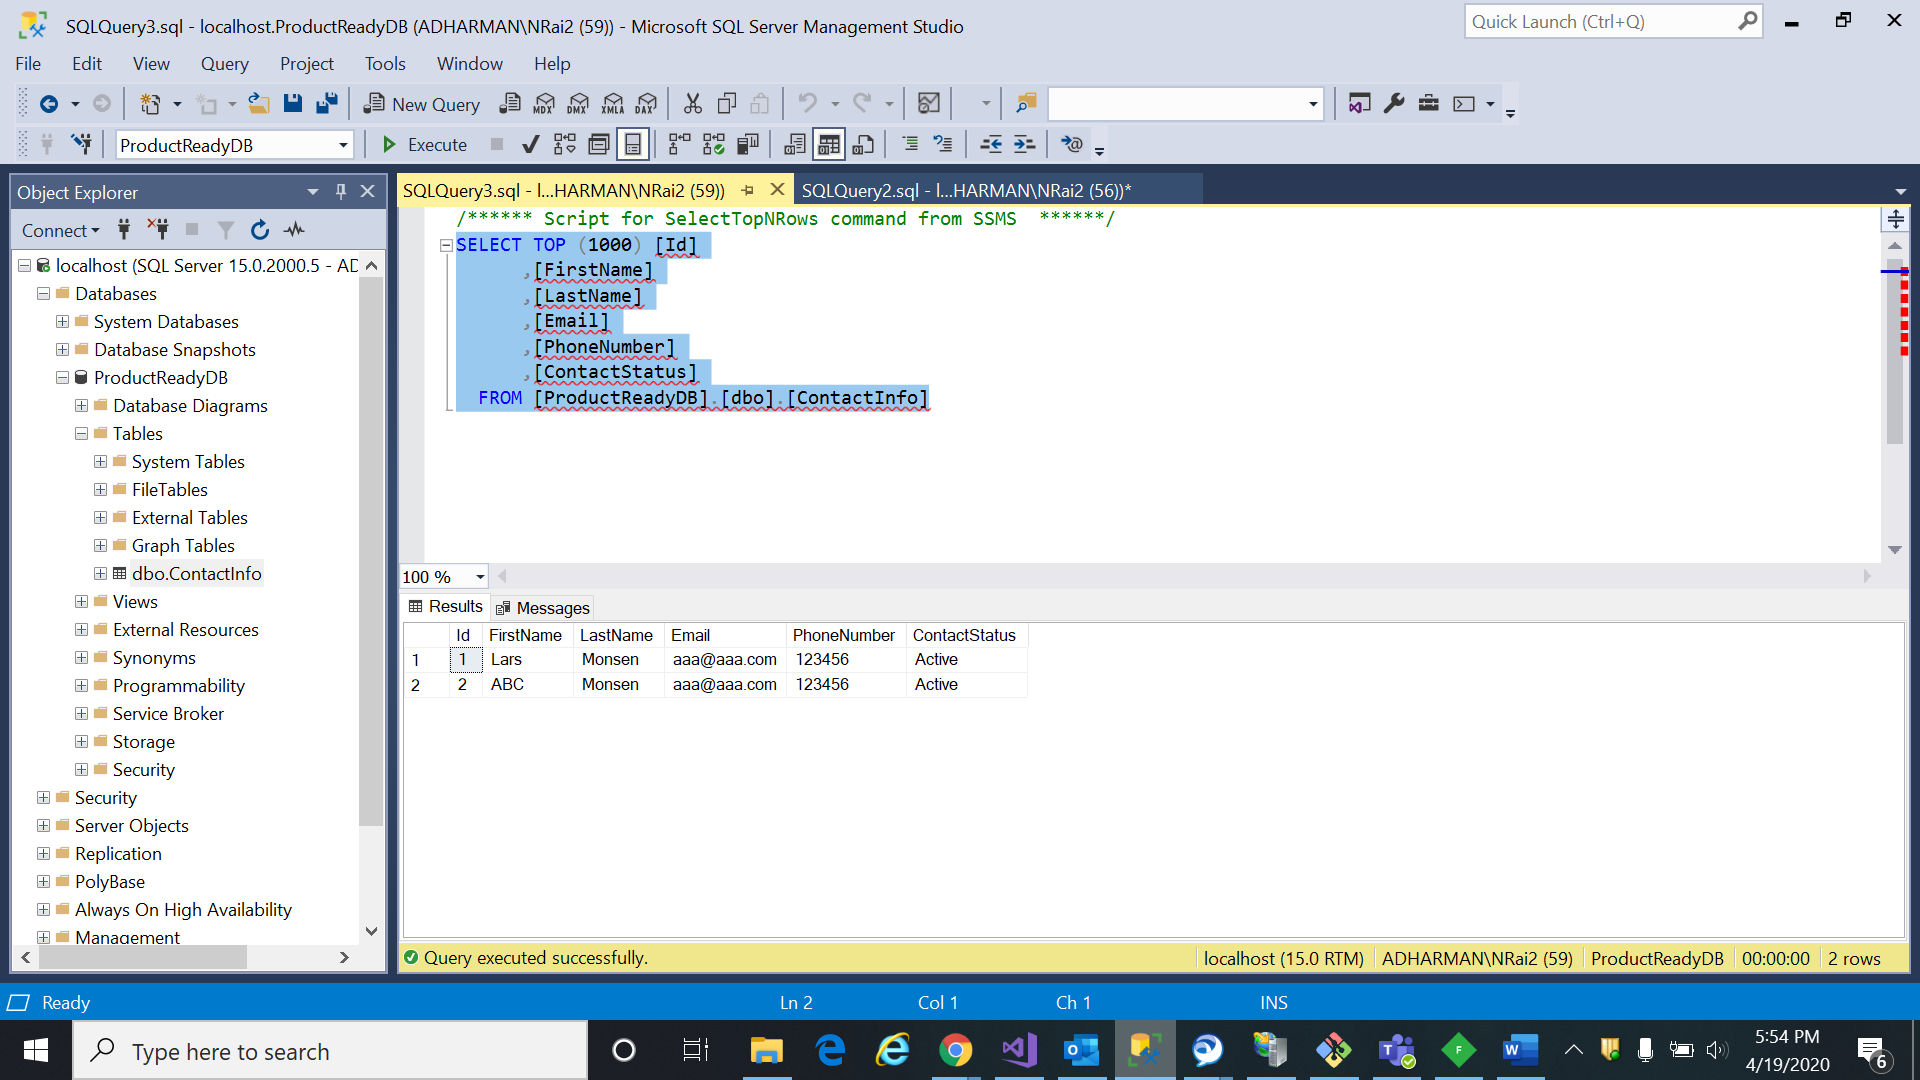 SQLQuery3.sql - localhost.ProductReadyDB (ADHARMAN\NRai2 (59)) - Microsoft SQL Server Management Studio
Quick Launch (Ctrl+Q)
File Edit View Query Project Tools Window Help
New Query MDX DMX XMLA DAX
ProductReadyDB Execute
Object Explorer
SQLQuery3.sql - l...HARMAN\NRai2 (59)) SQLQuery2.sql - l...HARMAN\NRai2 (56))*
Connect
localhost (SQL Server 15.0.2000.5 - AD
Databases
System Databases
Database Snapshots
ProductReadyDB
Database Diagrams
Tables
System Tables
FileTables
External Tables
Graph Tables
dbo.ContactInfo
Views
External Resources
Synonyms
Programmability
Service Broker
Storage
Security
Security
Server Objects
Replication
PolyBase
Always On High Availability
Management
/****** Script for SelectTopNRows command from SSMS  ******/
SELECT TOP (1000) [Id]
,[FirstName]
,[LastName]
,[Email]
,[PhoneNumber]
,[ContactStatus]
FROM [ProductReadyDB].[dbo].[ContactInfo]
100 %
Results Messages
Id FirstName LastName Email PhoneNumber ContactStatus
1 1 Lars Monsen aaa@aaa.com 123456 Active
2 2 ABC Monsen aaa@aaa.com 123456 Active
Query executed successfully. localhost (15.0 RTM) ADHARMAN\NRai2 (59) ProductReadyDB 00:00:00 2 rows
Ready Ln 2 Col 1 Ch 1 INS
Type here to search
5:54 PM
4/19/2020
6